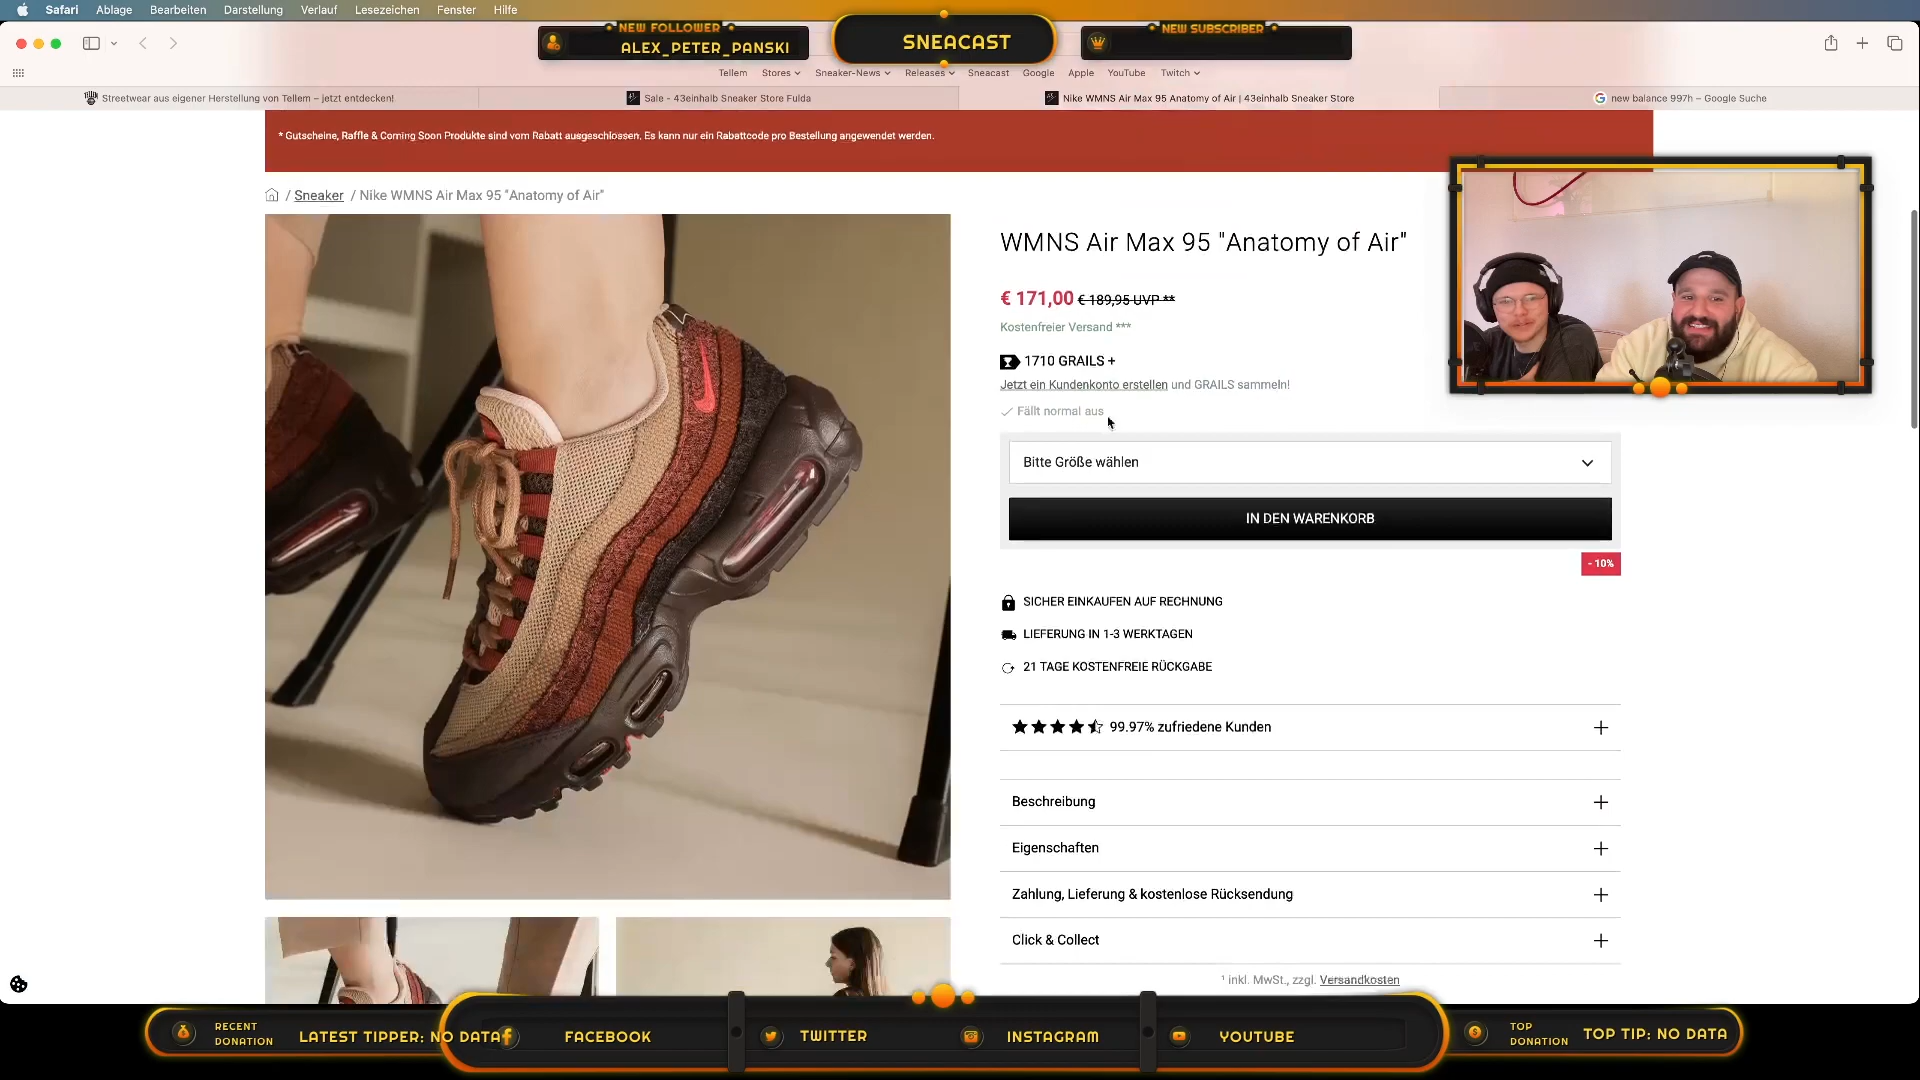 Safari Ablage Bearbeiten Darstellung Verlauf Lesezeichen Fenster Hilfe
NEW FOLLOWER
ALEX_PETER_PANSKI
SNEACAST
NEW SUBSCRIBER
Tellem Stores Sneaker-News Releases Sneacast Google Apple YouTube Twitch
Streetwear aus eigener Herstellung von Tellem – jetzt entdecken!
Sale - 43einhalb Sneaker Store Fulda
Nike WMNS Air Max 95 Anatomy of Air | 43einhalb Sneaker Store
new balance 997h – Google Suche
* Gutscheine, Raffle & Coming Soon Produkte sind vom Rabatt ausgeschlossen. Es kann nur ein Rabattcode pro Bestellung angewendet werden.
/ Sneaker / Nike WMNS Air Max 95 "Anatomy of Air"
WMNS Air Max 95 "Anatomy of Air"
€ 171,00 € 189,95 UVP **
Kostenfreier Versand ***
1710 GRAILS +
Jetzt ein Kundenkonto erstellen und GRAILS sammeln!
Fällt normal aus
Bitte Größe wählen
IN DEN WARENKORB
- 10%
SICHER EINKAUFEN AUF RECHNUNG
LIEFERUNG IN 1-3 WERKTAGEN
21 TAGE KOSTENFREIE RÜCKGABE
99.97% zufriedene Kunden
Beschreibung
Eigenschaften
Zahlung, Lieferung & kostenlose Rücksendung
Click & Collect
¹ inkl. MwSt., zzgl. Versandkosten
RECENT
DONATION
LATEST TIPPER: NO DATA
FACEBOOK
TWITTER
INSTAGRAM
YOUTUBE
TOP
DONATION
TOP TIP: NO DATA